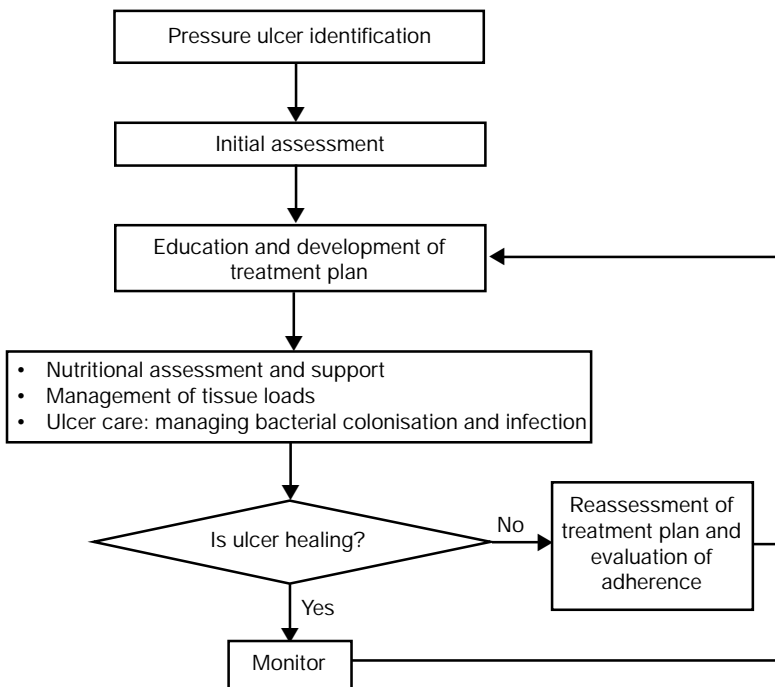 Pressure ulcer identification
Initial assessment
Education and development of
treatment plan
• Nutritional assessment and support
• Management of tissue loads
• Ulcer care: managing bacterial colonisation and infection
Is ulcer healing?
No
Reassessment of
treatment plan and
evaluation of
adherence
Yes
Monitor